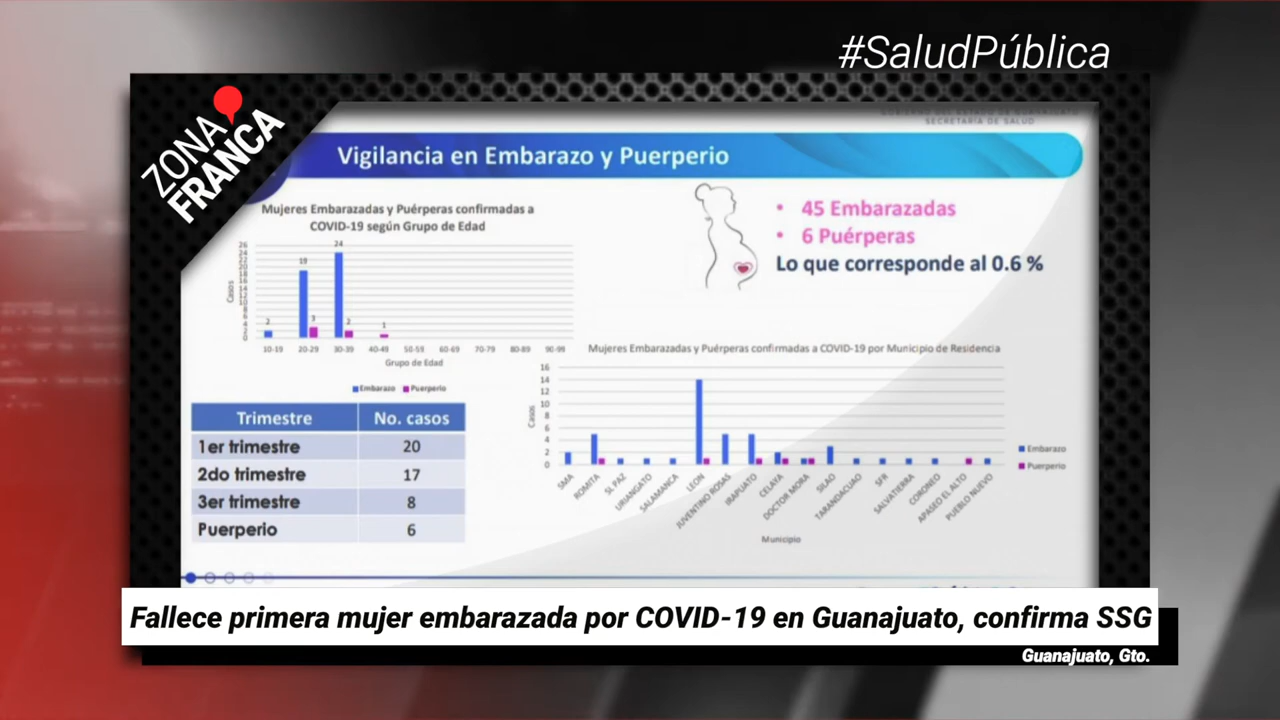 #SaludPública
ZONA
FRANCA
SECRETARÍA DE SALUD
Vigilancia en Embarazo y Puerperio
Mujeres Embarazadas y Puérperas confirmadas a
COVID-19 según Grupo de Edad
• 45 Embarazadas
• 6 Puérperas
Lo que corresponde al 0.6 %
26
24
22
20
18
16
14
12
10
8
6
4
2
0
Casos
2
19
3
24
2
1
10-19 20-29 30-39 40-49 50-59 60-69 70-79 80-89 90-99
Grupo de Edad
Embarazo Puerperio
Trimestre No. casos
1er trimestre 20
2do trimestre 17
3er trimestre 8
Puerperio 6
Mujeres Embarazadas y Puérperas confirmadas a COVID-19 por Municipio de Residencia
16
14
12
10
8
6
4
2
0
Casos
SMA ROMITA SL PAZ URIANGATO SALAMANCA LEON JUVENTINO ROSAS IRAPUATO CELAYA DOCTOR MORA SILAO TARANDACUAO SFR SALVATIERRA CORONEO APASEO EL ALTO PUEBLO NUEVO
Municipio
Embarazo
Puerperio
Fallece primera mujer embarazada por COVID-19 en Guanajuato, confirma SSG
Guanajuato, Gto.